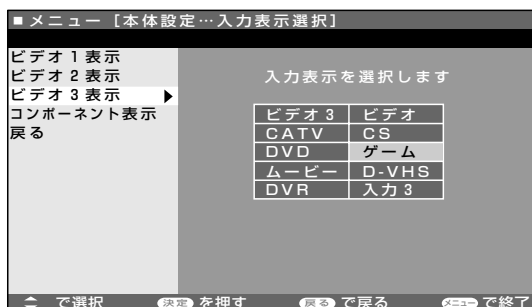 ■メニュー［本体設定…入力表示選択］
ビデオ１表示
ビデオ２表示
ビデオ３表示
コンポーネント表示
戻る
入力表示を選択します
ビデオ３ ビデオ
CATV CS
DVD ゲーム
ムービー D-VHS
DVR 入力３
で選択 決定 を押す 戻る で戻る メニュー で終了